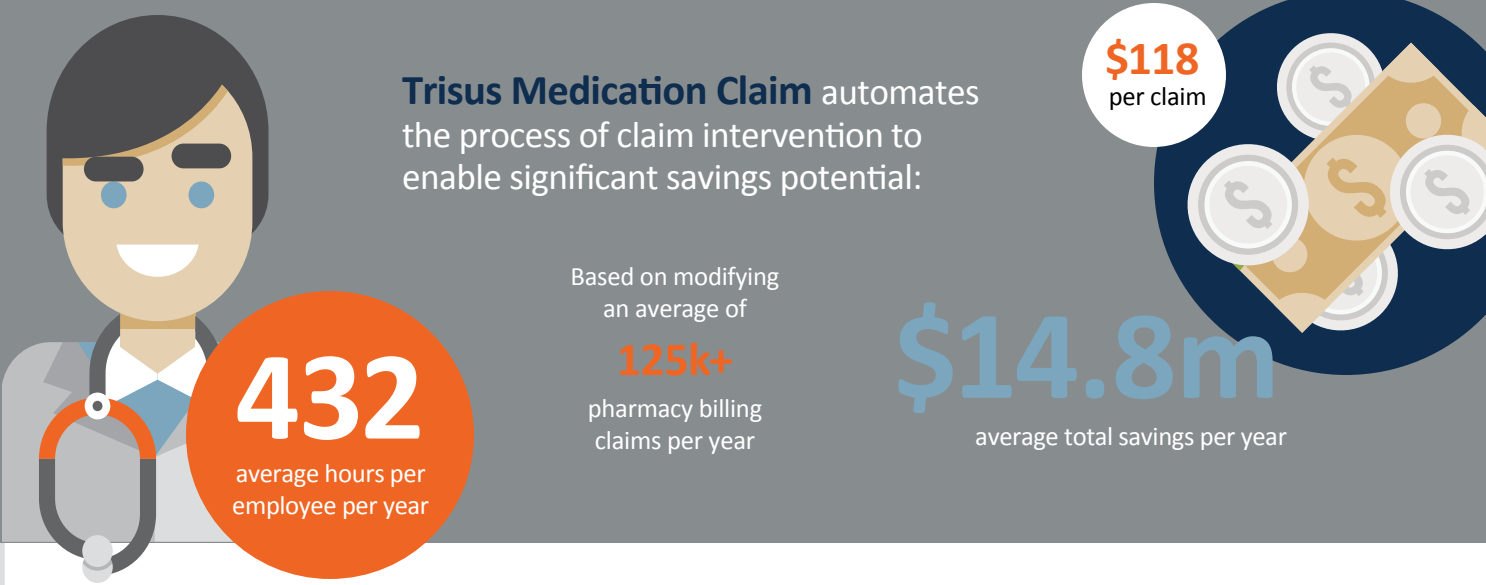 Trisus Medication Claim automates
the process of claim intervention to
enable significant savings potential:
$118
per claim
432
average hours per
employee per year
Based on modifying
an average of
125k+
pharmacy billing
claims per year
$14.8m
average total savings per year
$
$
$
$
$